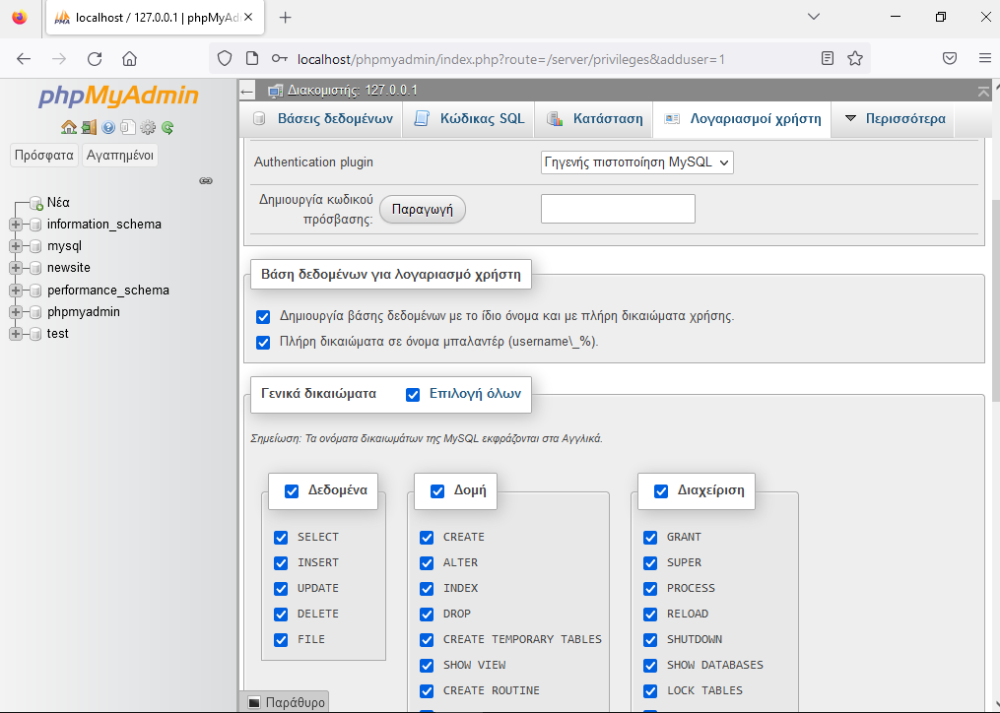 localhost / 127.0.0.1 | phpMyAd
localhost/phpmyadmin/index.php?route=/server/privileges&adduser=1
phpMyAdmin
Πρόσφατα Αγαπημένοι
Νέα
information_schema
mysql
newsite
performance_schema
phpmyadmin
test
Διακομιστής: 127.0.0.1
Βάσεις δεδομένων Κώδικας SQL Κατάσταση Λογαριασμοί χρήστη Περισσότερα
Authentication plugin Γηγενής πιστοποίηση MySQL
Δημιουργία κωδικού
πρόσβασης: Παραγωγή
Βάση δεδομένων για λογαριασμό χρήστη
Δημιουργία βάσης δεδομένων με το ίδιο όνομα και με πλήρη δικαιώματα χρήσης.
Πλήρη δικαιώματα σε όνομα μπαλαντέρ (username\_%).
Γενικά δικαιώματα Επιλογή όλων
Σημείωση: Τα ονόματα δικαιωμάτων της MySQL εκφράζονται στα Αγγλικά.
Δεδομένα
SELECT
INSERT
UPDATE
DELETE
FILE
Δομή
CREATE
ALTER
INDEX
DROP
CREATE TEMPORARY TABLES
SHOW VIEW
CREATE ROUTINE
Διαχείριση
GRANT
SUPER
PROCESS
RELOAD
SHUTDOWN
SHOW DATABASES
LOCK TABLES
Παράθυρο